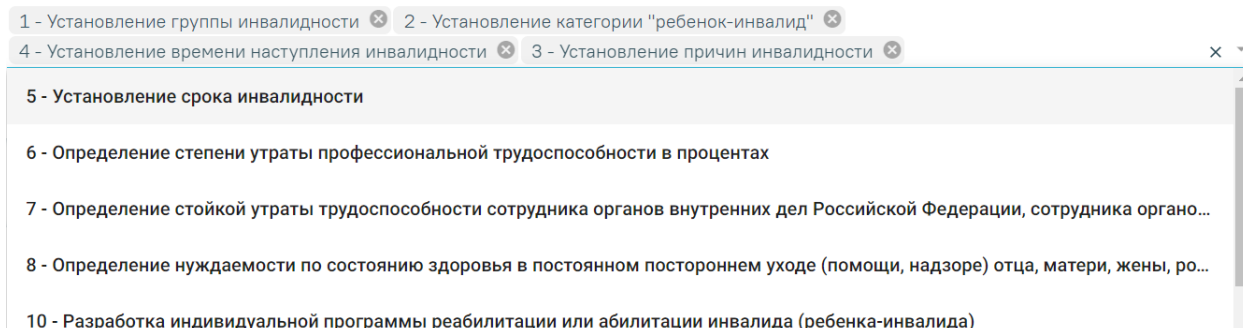 1 - Установление группы инвалидности 2 - Установление категории "ребенок-инвалид"
4 - Установление времени наступления инвалидности 3 - Установление причин инвалидности
5 - Установление срока инвалидности
6 - Определение степени утраты профессиональной трудоспособности в процентах
7 - Определение стойкой утраты трудоспособности сотрудника органов внутренних дел Российской Федерации, сотрудника органо...
8 - Определение нуждаемости по состоянию здоровья в постоянном постороннем уходе (помощи, надзоре) отца, матери, жены, ро...
10 - Разработка индивидуальной программы реабилитации или абилитации инвалида (ребенка-инвалида)